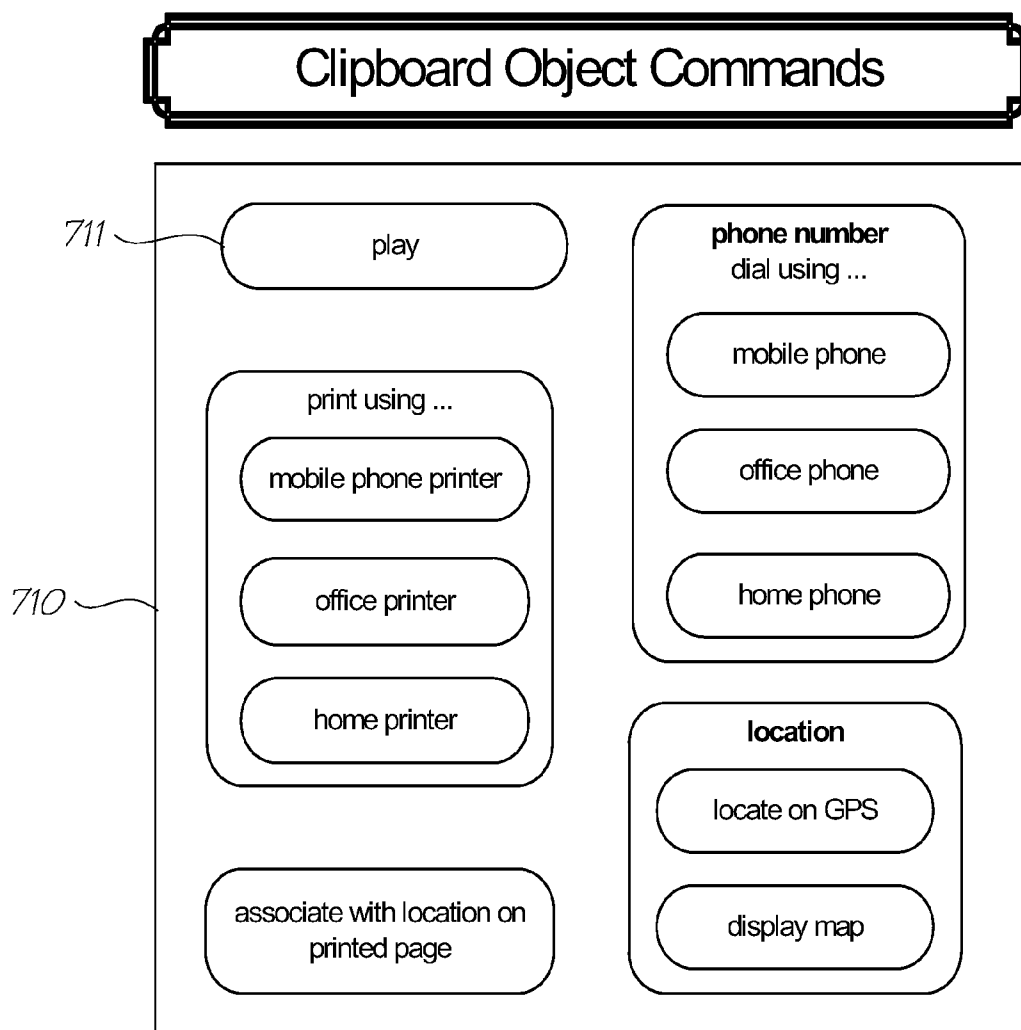 Clipboard Object Commands
711
play
print using ...
mobile phone printer
710
office printer
home printer
associate with location on
printed page
phone number
dial using ...
mobile phone
office phone
home phone
location
locate on GPS
display map